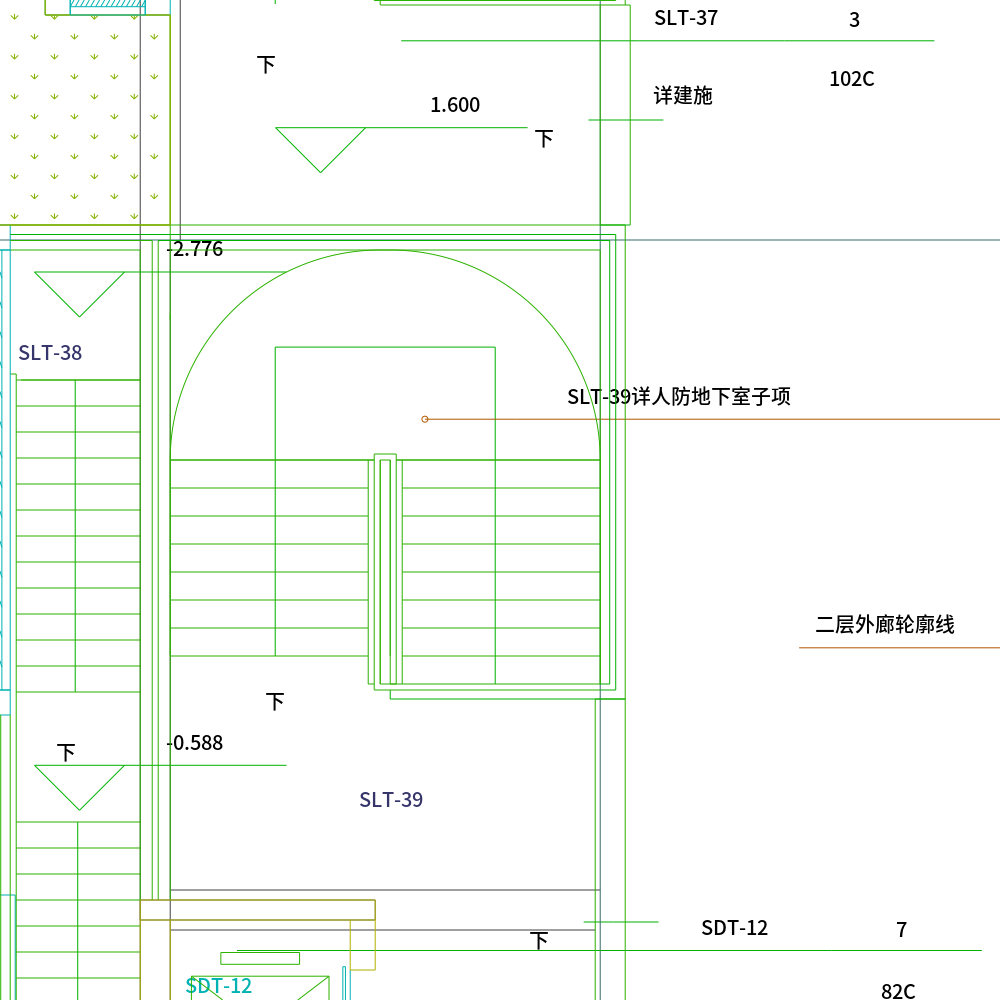 SLT-37 3
下
102C
详建施
1.600
下
-2.776
SLT-38
SLT-39详人防地下室子项
二层外廊轮廓线
下
-0.588
下
SLT-39
SDT-12 7
下
SDT-12
82C